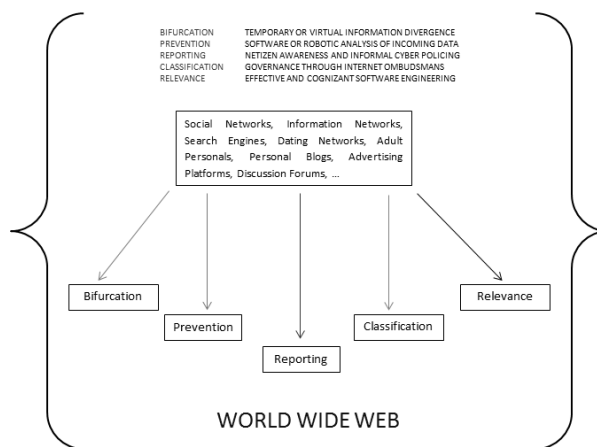 BIFURCATION TEMPORARY OR VIRTUAL INFORMATION DIVERGENCE
PREVENTION SOFTWARE OR ROBOTIC ANALYSIS OF INCOMING DATA
REPORTING NETIZEN AWARENESS AND INFORMAL CYBER POLICING
CLASSIFICATION GOVERNANCE THROUGH INTERNET OMBUDSMANS
RELEVANCE EFFECTIVE AND COGNIZANT SOFTWARE ENGINEERING
Social Networks, Information Networks,
Search Engines, Dating Networks, Adult
Personals, Personal Blogs, Advertising
Platforms, Discussion Forums, ...
Bifurcation
Relevance
Prevention
Classification
Reporting
WORLD WIDE WEB